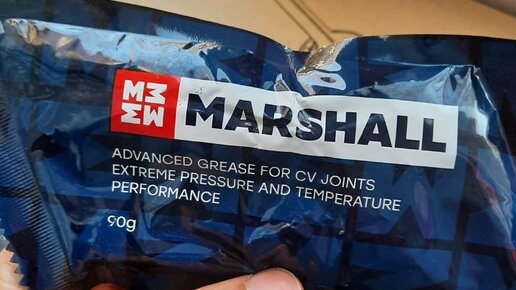 MARSHALL
ADVANCED GREASE FOR CV JOINTS
EXTREME PRESSURE AND TEMPERATURE
PERFORMANCE
90g